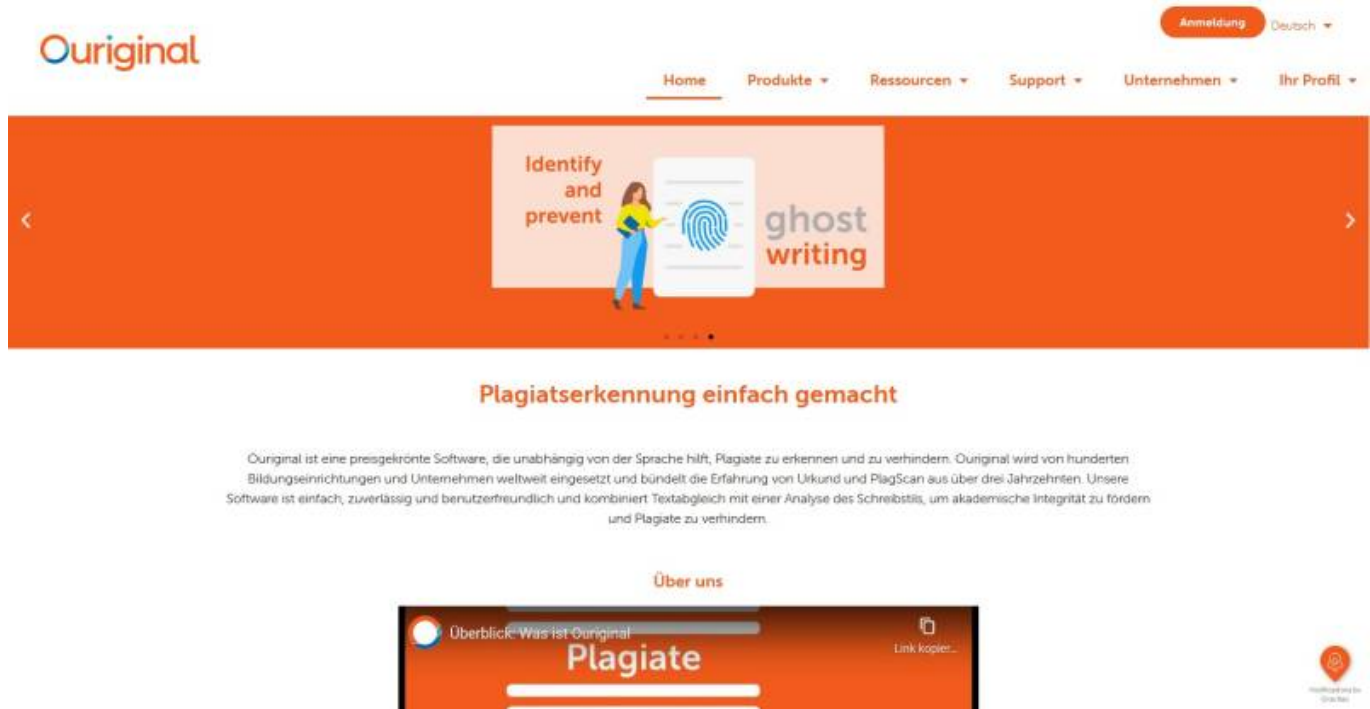 Anmeldung
Deutsch
Ouriginal
Home Produkte Ressourcen Support Unternehmen Ihr Profil
Identify
and
prevent
ghost
writing
Plagiatserkennung einfach gemacht
Ouriginal ist eine preisgekrönte Software, die unabhängig von der Sprache hilft, Plagiate zu erkennen und zu verhindern. Ouriginal wird von hunderten
Bildungseinrichtungen und Unternehmen weltweit eingesetzt und bündelt die Erfahrung von Urkund und PlagScan aus über drei Jahrzehnten. Unsere
Software ist einfach, zuverlässig und benutzerfreundlich und kombiniert Textabgleich mit einer Analyse des Schreibstils, um akademische Integrität zu fördern
und Plagiate zu verhindern.
Über uns
Überblick: Was ist Ouriginal
Link kopier...
Plagiate